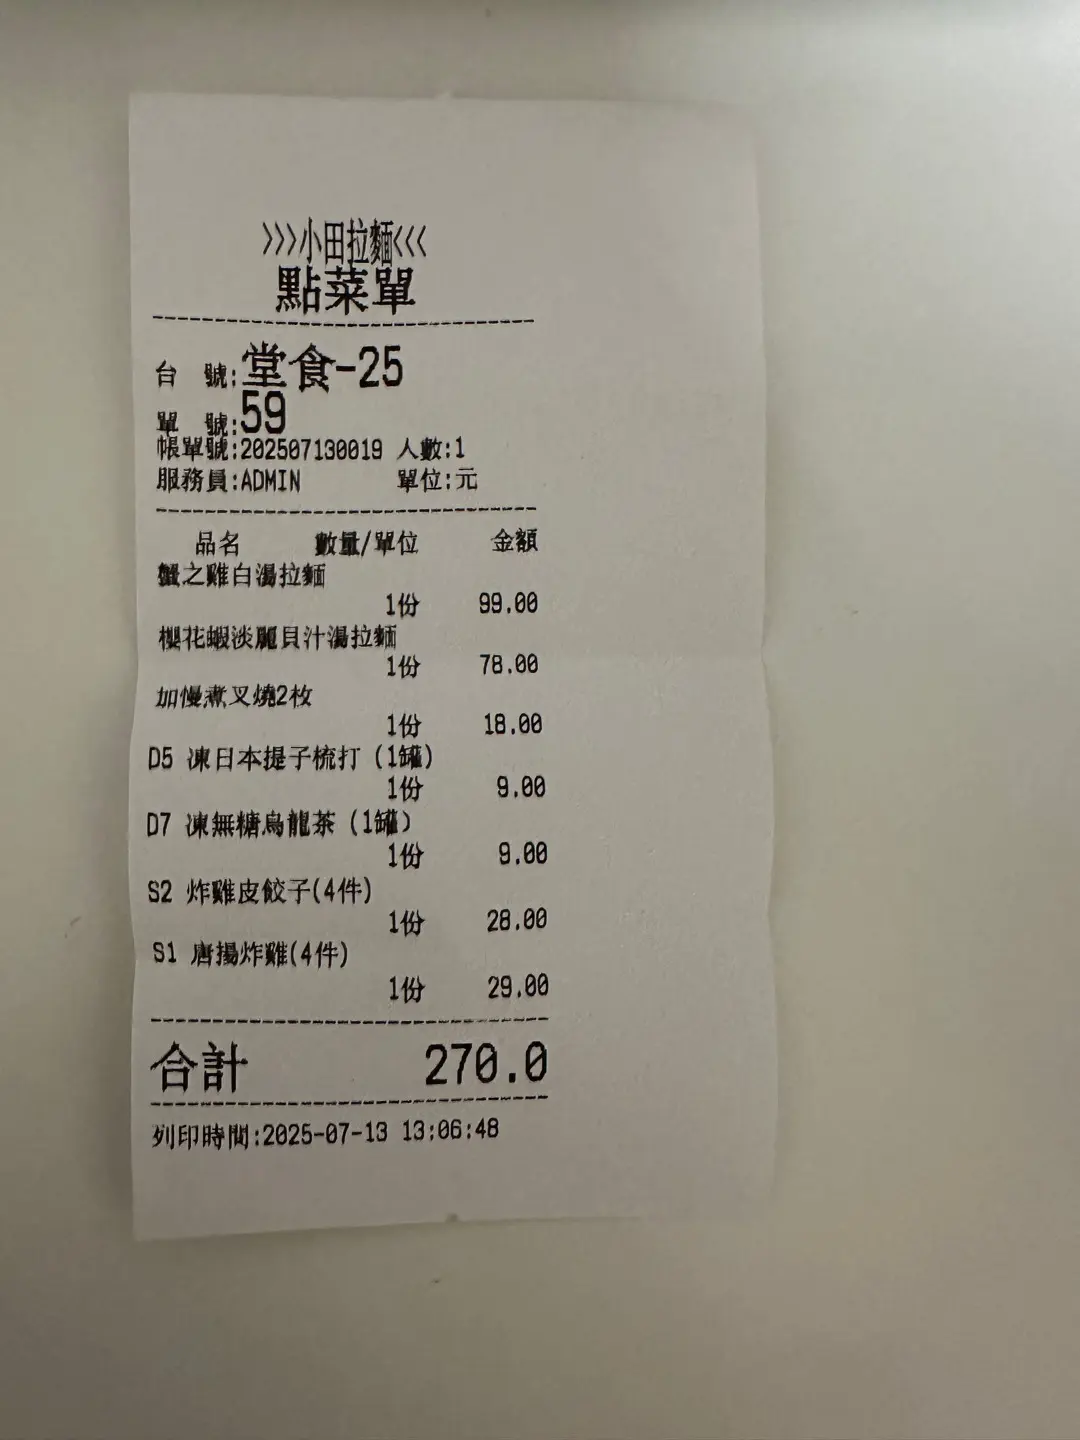 >>>小田拉麵<<<
點菜單
台 號:堂食-25
單 號:59
帳單號:202507130019 人數:1
服務員:ADMIN 單位:元
品名 數量/單位 金額
蟹之雞白湯拉麵
1份 99.00
櫻花蝦淡麗貝汁湯拉麵
1份 78.00
加慢煮叉燒2枚
1份 18.00
D5 凍日本提子梳打 (1罐)
1份 9.00
D7 凍無糖烏龍茶 (1罐)
1份 9.00
S2 炸雞皮餃子(4件)
1份 28.00
S1 唐揚炸雞(4件)
1份 29.00
合計 270.0
列印時間:2025-07-13 13:06:48